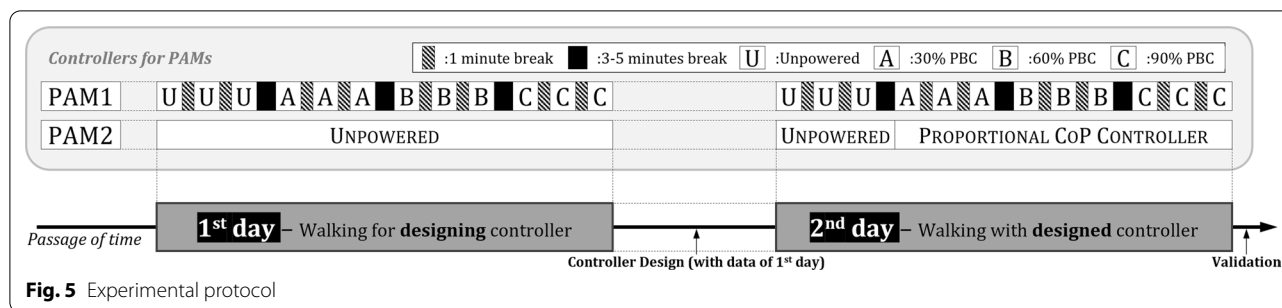 Controllers for PAMs
:1 minute break :3-5 minutes break U :Unpowered A :30% PBC B :60% PBC C :90% PBC
PAM1 U U U A A A B B B C C C U U U A A A B B B C C C
PAM2 UNPOWERED UNPOWERED PROPORTIONAL COP CONTROLLER
1st day – Walking for designing controller 2nd day – Walking with designed controller
Passage of time
Controller Design (with data of 1st day) Validation
Fig. 5 Experimental protocol